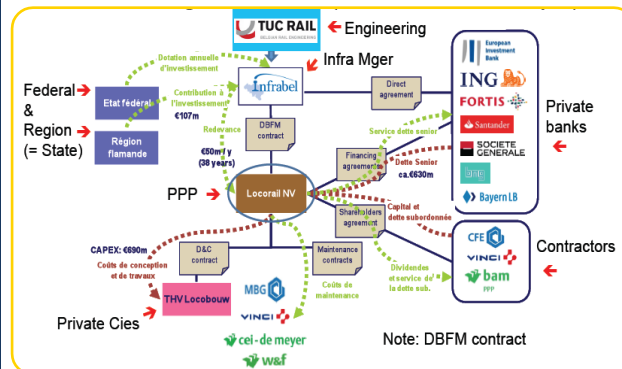 TUC RAIL
BELGIAN RAIL ENGINEERING
Engineering
Infra Mger
Dotation annuelle
d'investissement
Federal
&
Region
(= State)
Etat fédéral
Région
flamande
Contribution à
l'investissement
€107m
Infrabel
Direct
agreement
European
Investment
Bank
ING
FORTIS
Santander
SOCIETE
GENERALE
Bayern LB
Private
banks
Redevance
DBFM
contract
€50m / y
(38 years)
Service dette senior
Financing
agreements
Dette Senior
ca.€630m
PPP
Locorail NV
Shareholders
agreement
Capital et
dette subordonnée
CFE
VINCI
bam
PPP
Contractors
CAPEX: €690m
D&C
contract
Maintenance
contracts
Coûts de conception
et de travaux
Coûts de
maintenance
Dividendes
et service de
la dette sub.
THV Locobouw
Private Cies
MBG
VINCI
cei-de meyer
w&f
Note: DBFM contract